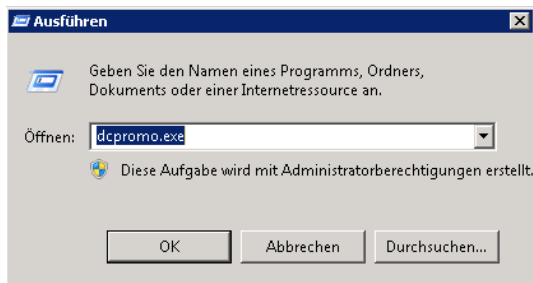 Ausführen
Geben Sie den Namen eines Programms, Ordners,
Dokuments oder einer Internetressource an.
Öffnen: dcpromo.exe
Diese Aufgabe wird mit Administratorberechtigungen erstellt.
OK Abbrechen Durchsuchen...